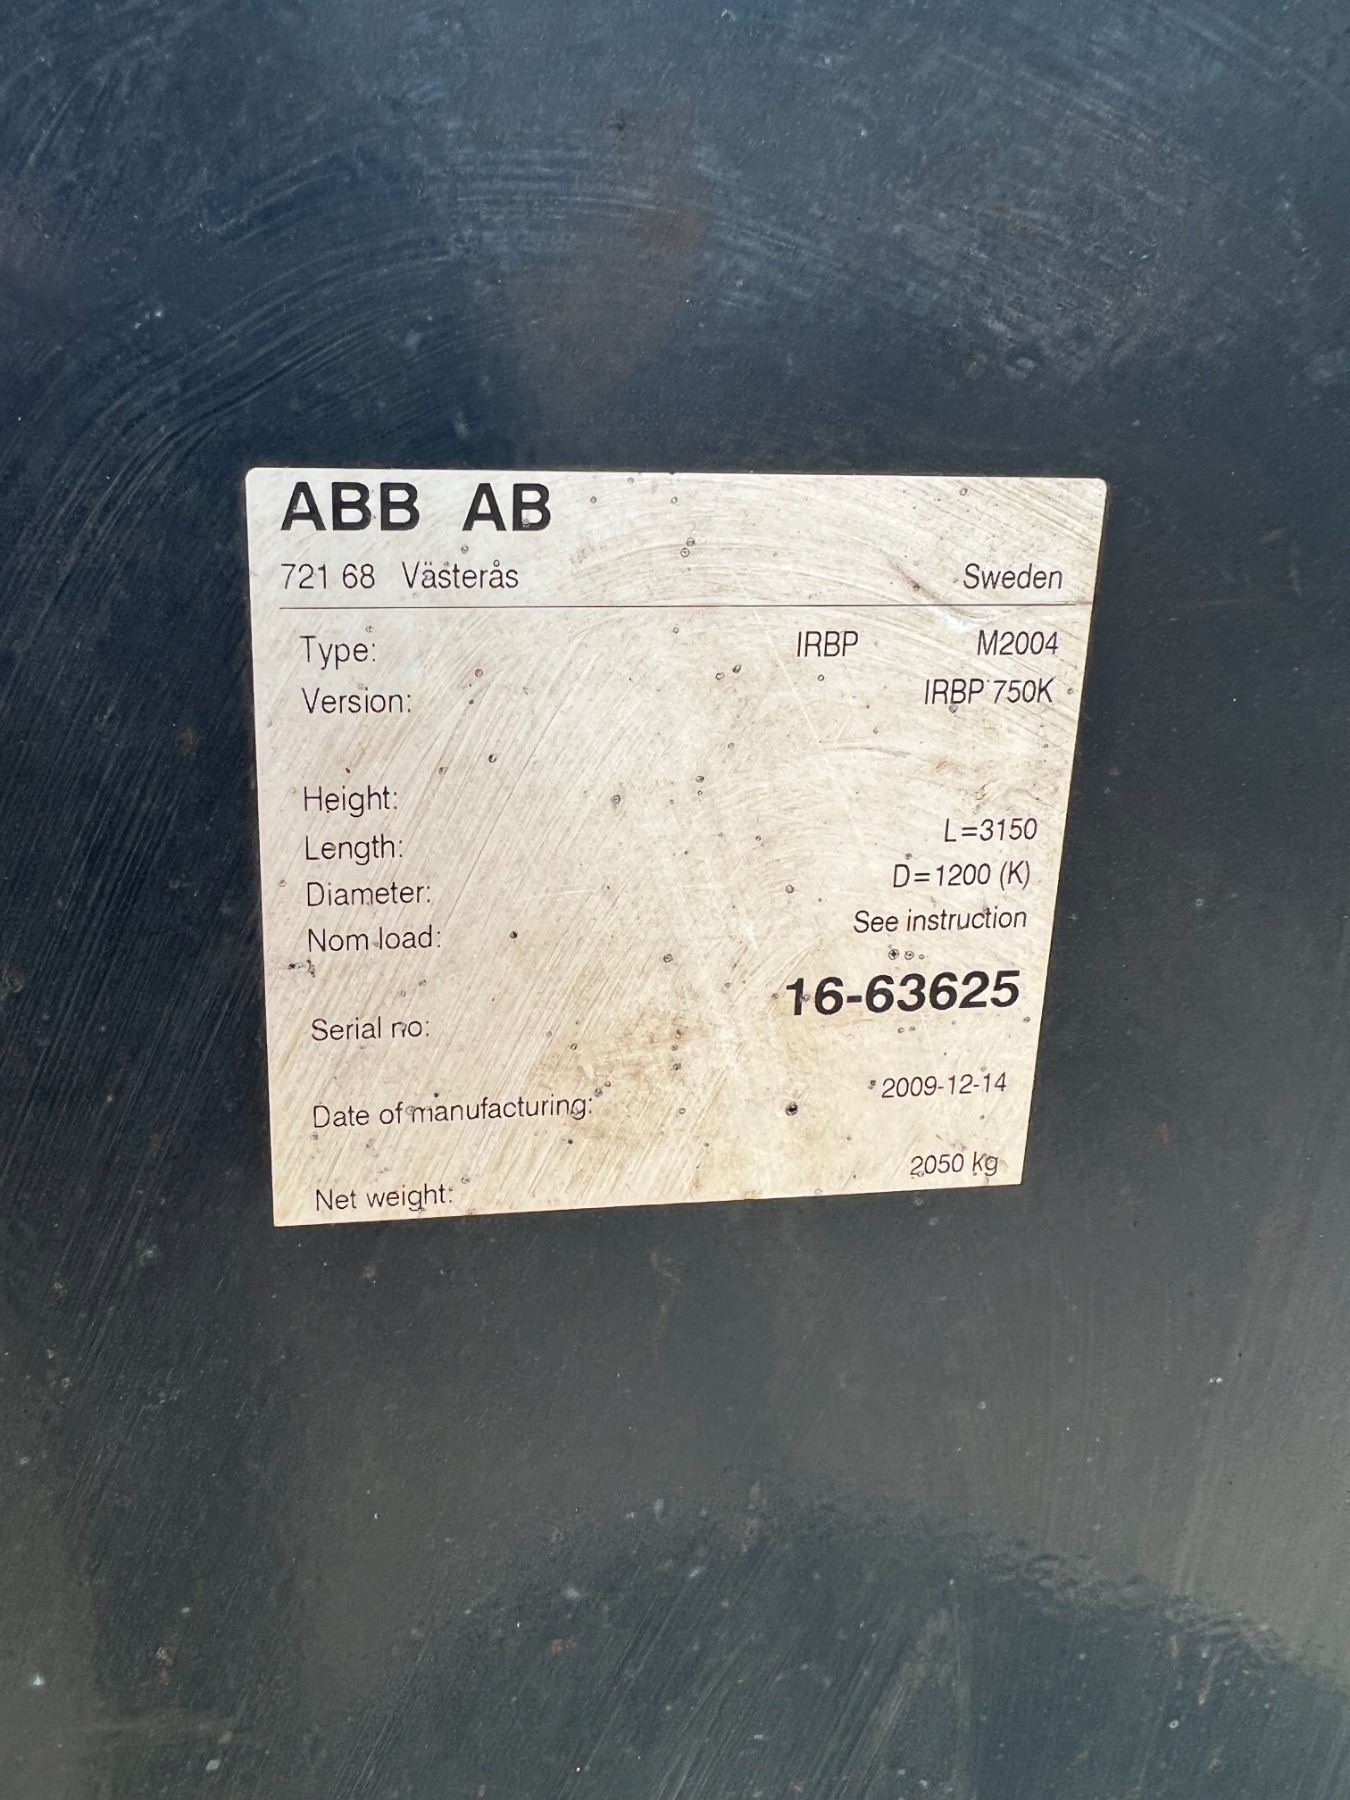 ABB AB
721 68 Västerås Sweden
Type: IRBP M2004
Version: IRBP 750K
Height:
Length: L=3150
Diameter: D=1200 (K)
Nom load: See instruction
Serial no: 16-63625
Date of manufacturing: 2009-12-14
Net weight: 2050 kg